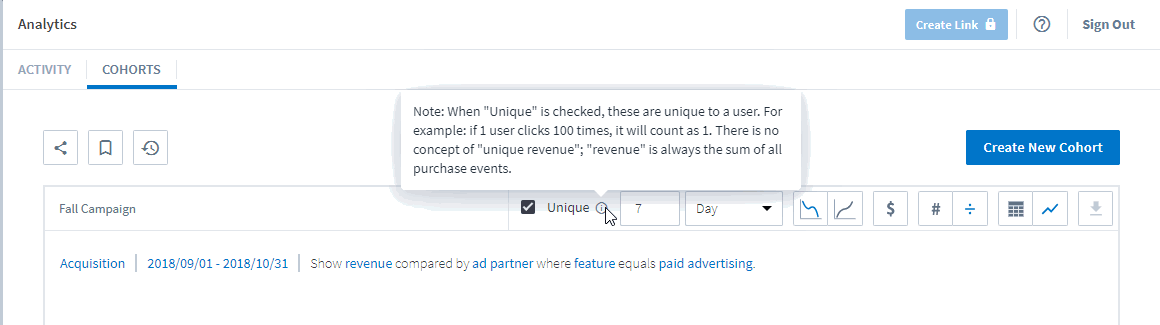 Analytics
Create Link
Sign Out
ACTIVITY
COHORTS
Note: When "Unique" is checked, these are unique to a user. For
example: if 1 user clicks 100 times, it will count as 1. There is no
concept of "unique revenue"; "revenue" is always the sum of all
purchase events.
Create New Cohort
Fall Campaign
Unique
7
Day
$
#
÷
Acquisition
2018/09/01 - 2018/10/31
Show revenue compared by ad partner where feature equals paid advertising.